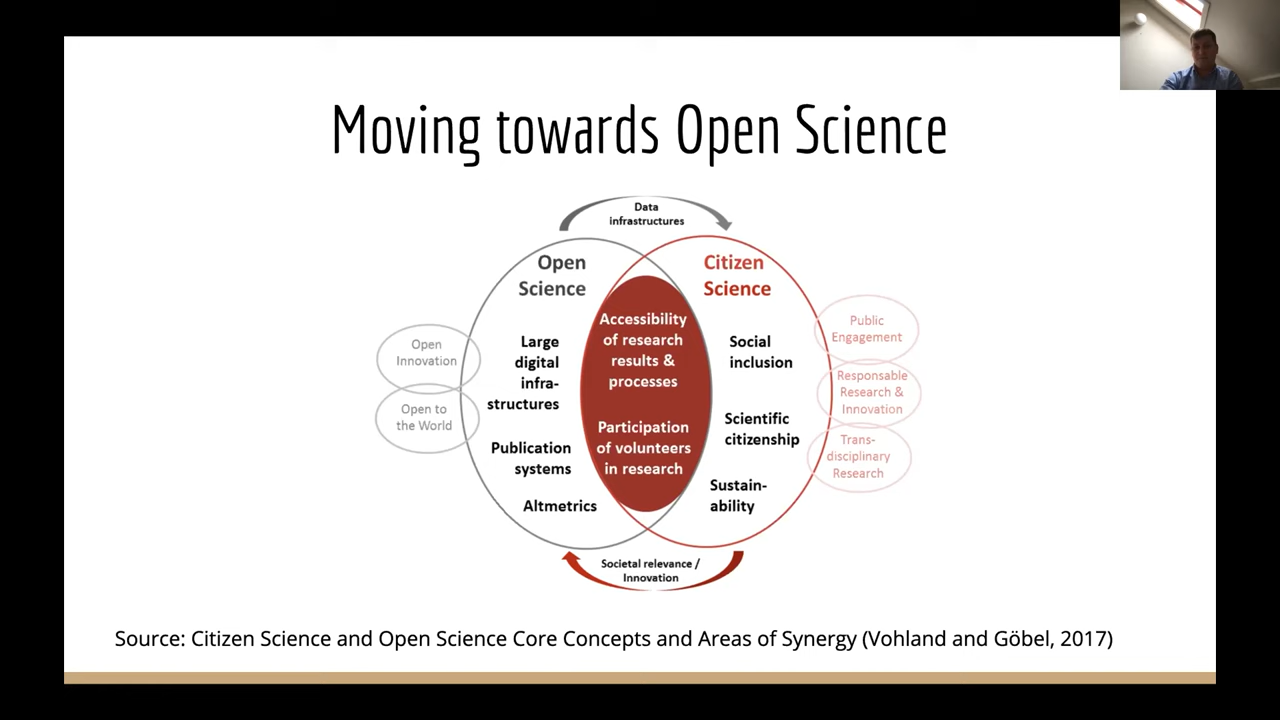 Moving towards Open Science
Data
infrastructures
Open
Science
Citizen
Science
Accessibility
of research
results &
processes
Participation
of volunteers
in research
Large
digital
infra-
structures
Publication
systems
Altmetrics
Social
inclusion
Scientific
citizenship
Sustain-
ability
Open
Innovation
Open to
the World
Public
Engagement
Responsable
Research &
Innovation
Trans-
disciplinary
Research
Societal relevance /
Innovation
Source: Citizen Science and Open Science Core Concepts and Areas of Synergy (Vohland and Göbel, 2017)